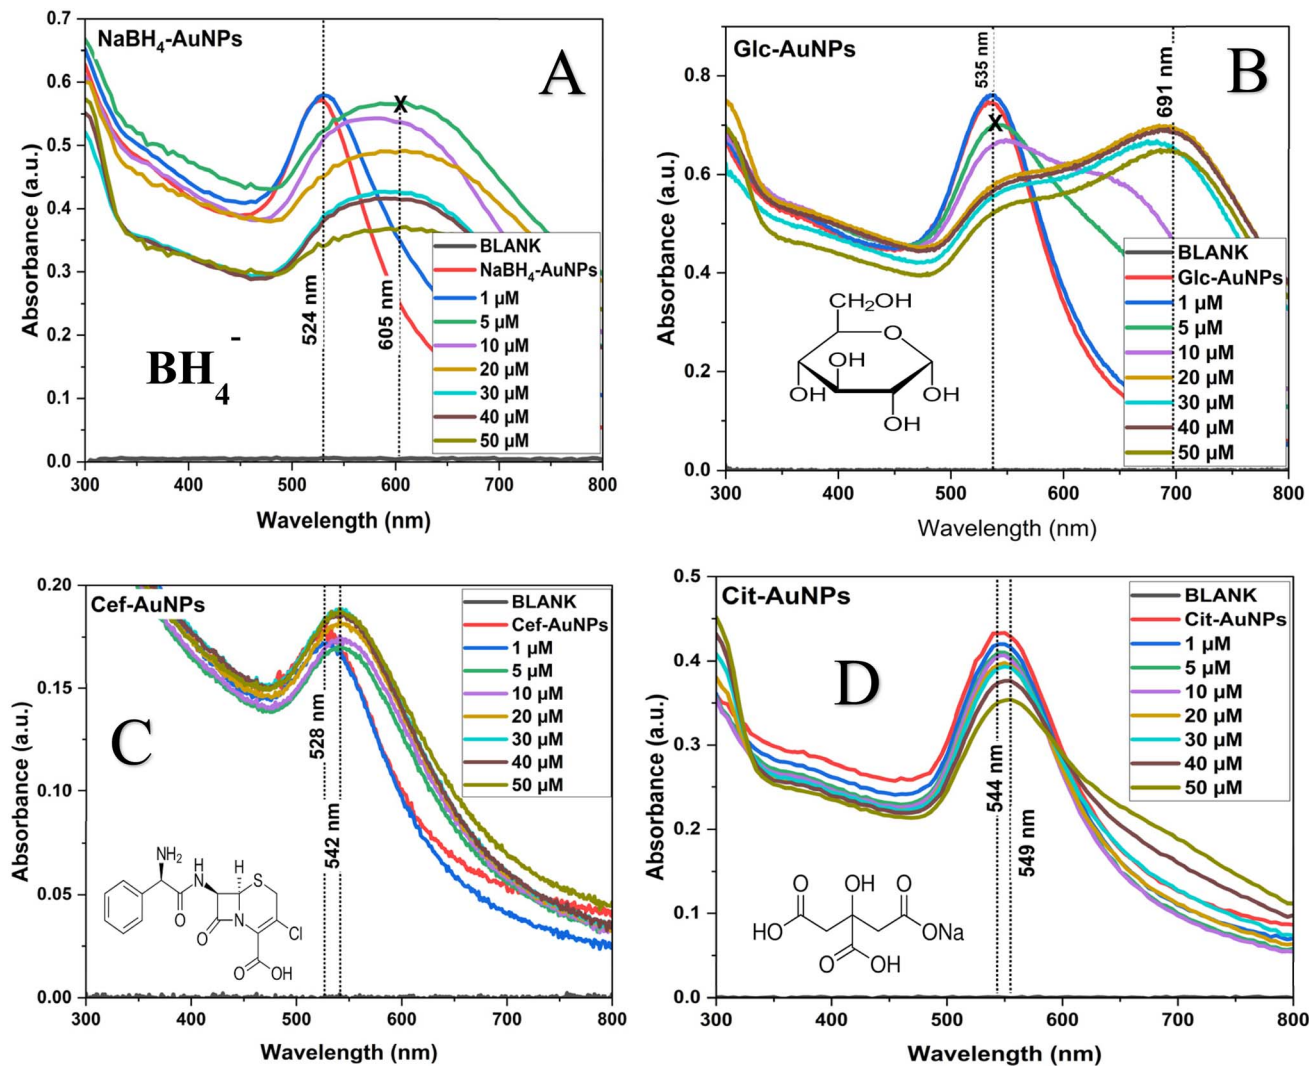 NaBH4-AuNPs
A
Absorbance (a.u.)
0.7
0.6
0.5
0.4
0.3
0.2
0.1
0.0
300
400
500
600
700
800
Wavelength (nm)
X
524 nm
605 nm
BH4-
BLANK
NaBH4-AuNPs
1 µM
5 µM
10 µM
20 µM
30 µM
40 µM
50 µM
Glc-AuNPs
B
Absorbance (a.u.)
0.8
0.6
0.4
0.2
0.0
300
400
500
600
700
800
Wavelength (nm)
535 nm
691 nm
X
CH2OH
O
OH
OH
OH
OH
BLANK
Glc-AuNPs
1 µM
5 µM
10 µM
20 µM
30 µM
40 µM
50 µM
Cef-AuNPs
C
Absorbance (a.u.)
0.20
0.15
0.10
0.05
0.00
300
400
500
600
700
800
Wavelength (nm)
528 nm
542 nm
NH2
H
N
H
S
O
O
N
Cl
O
OH
BLANK
Cef-AuNPs
1 µM
5 µM
10 µM
20 µM
30 µM
40 µM
50 µM
Cit-AuNPs
D
Absorbance (a.u.)
0.5
0.4
0.3
0.2
0.1
0.0
300
400
500
600
700
800
Wavelength (nm)
544 nm
549 nm
O
OH
O
HO
ONa
O
OH
BLANK
Cit-AuNPs
1 µM
5 µM
10 µM
20 µM
30 µM
40 µM
50 µM